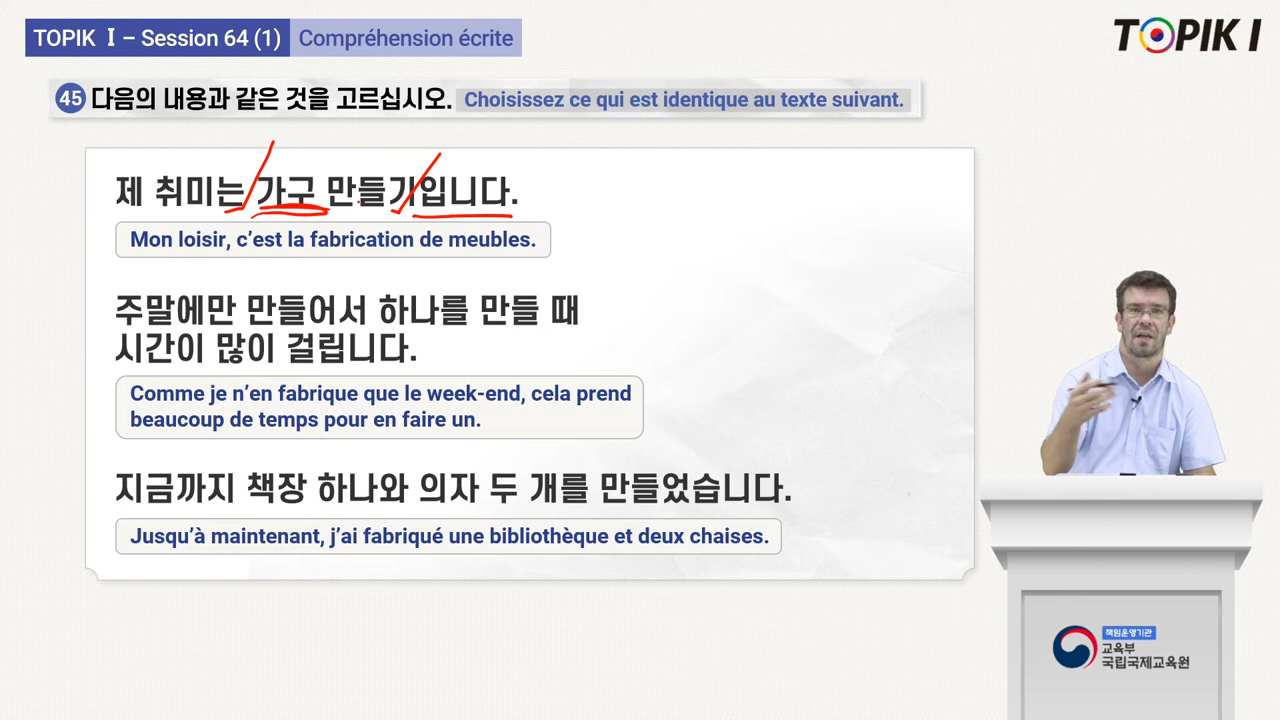 TOPIK Ⅰ – Session 64 (1) Compréhension écrite
TOPIK I
45 다음의 내용과 같은 것을 고르십시오. Choisissez ce qui est identique au texte suivant.
제 취미는 가구 만들기입니다.
Mon loisir, c’est la fabrication de meubles.
주말에만 만들어서 하나를 만들 때
시간이 많이 걸립니다.
Comme je n’en fabrique que le week-end, cela prend
beaucoup de temps pour en faire un.
지금까지 책장 하나와 의자 두 개를 만들었습니다.
Jusqu’à maintenant, j’ai fabriqué une bibliothèque et deux chaises.
책임운영기관
교육부
국립국제교육원